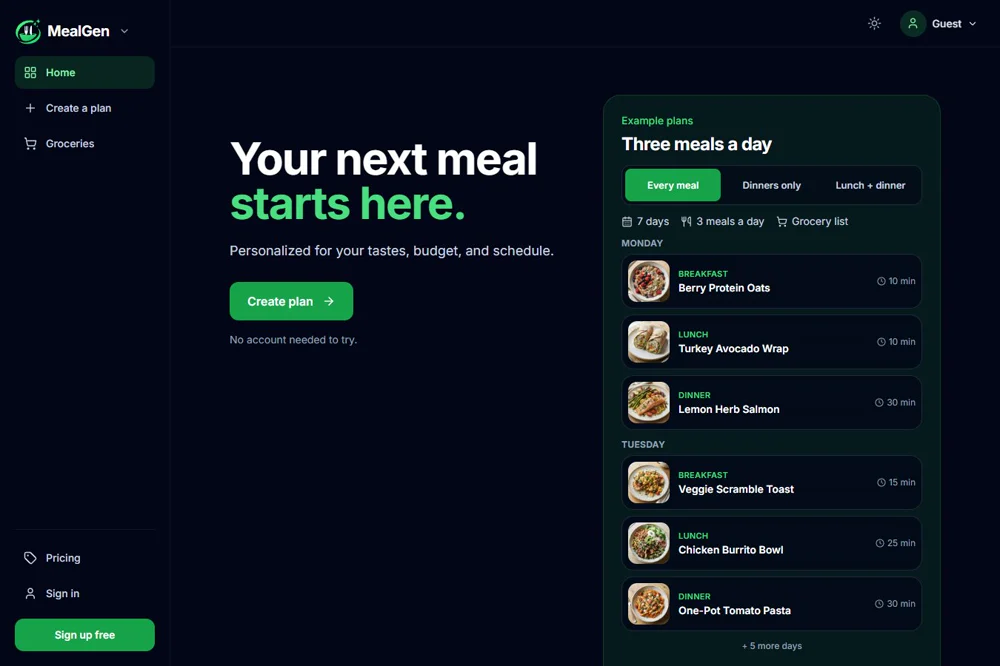 MealGen
Home
Create a plan
Groceries
Pricing
Sign in
Sign up free
Guest
Your next meal
starts here.
Personalized for your tastes, budget, and schedule.
Create plan
No account needed to try.
Example plans
Three meals a day
Every meal Dinners only Lunch + dinner
7 days 3 meals a day Grocery list
MONDAY
BREAKFAST
Berry Protein Oats 10 min
LUNCH
Turkey Avocado Wrap 10 min
DINNER
Lemon Herb Salmon 30 min
TUESDAY
BREAKFAST
Veggie Scramble Toast 15 min
LUNCH
Chicken Burrito Bowl 25 min
DINNER
One-Pot Tomato Pasta 30 min
+ 5 more days